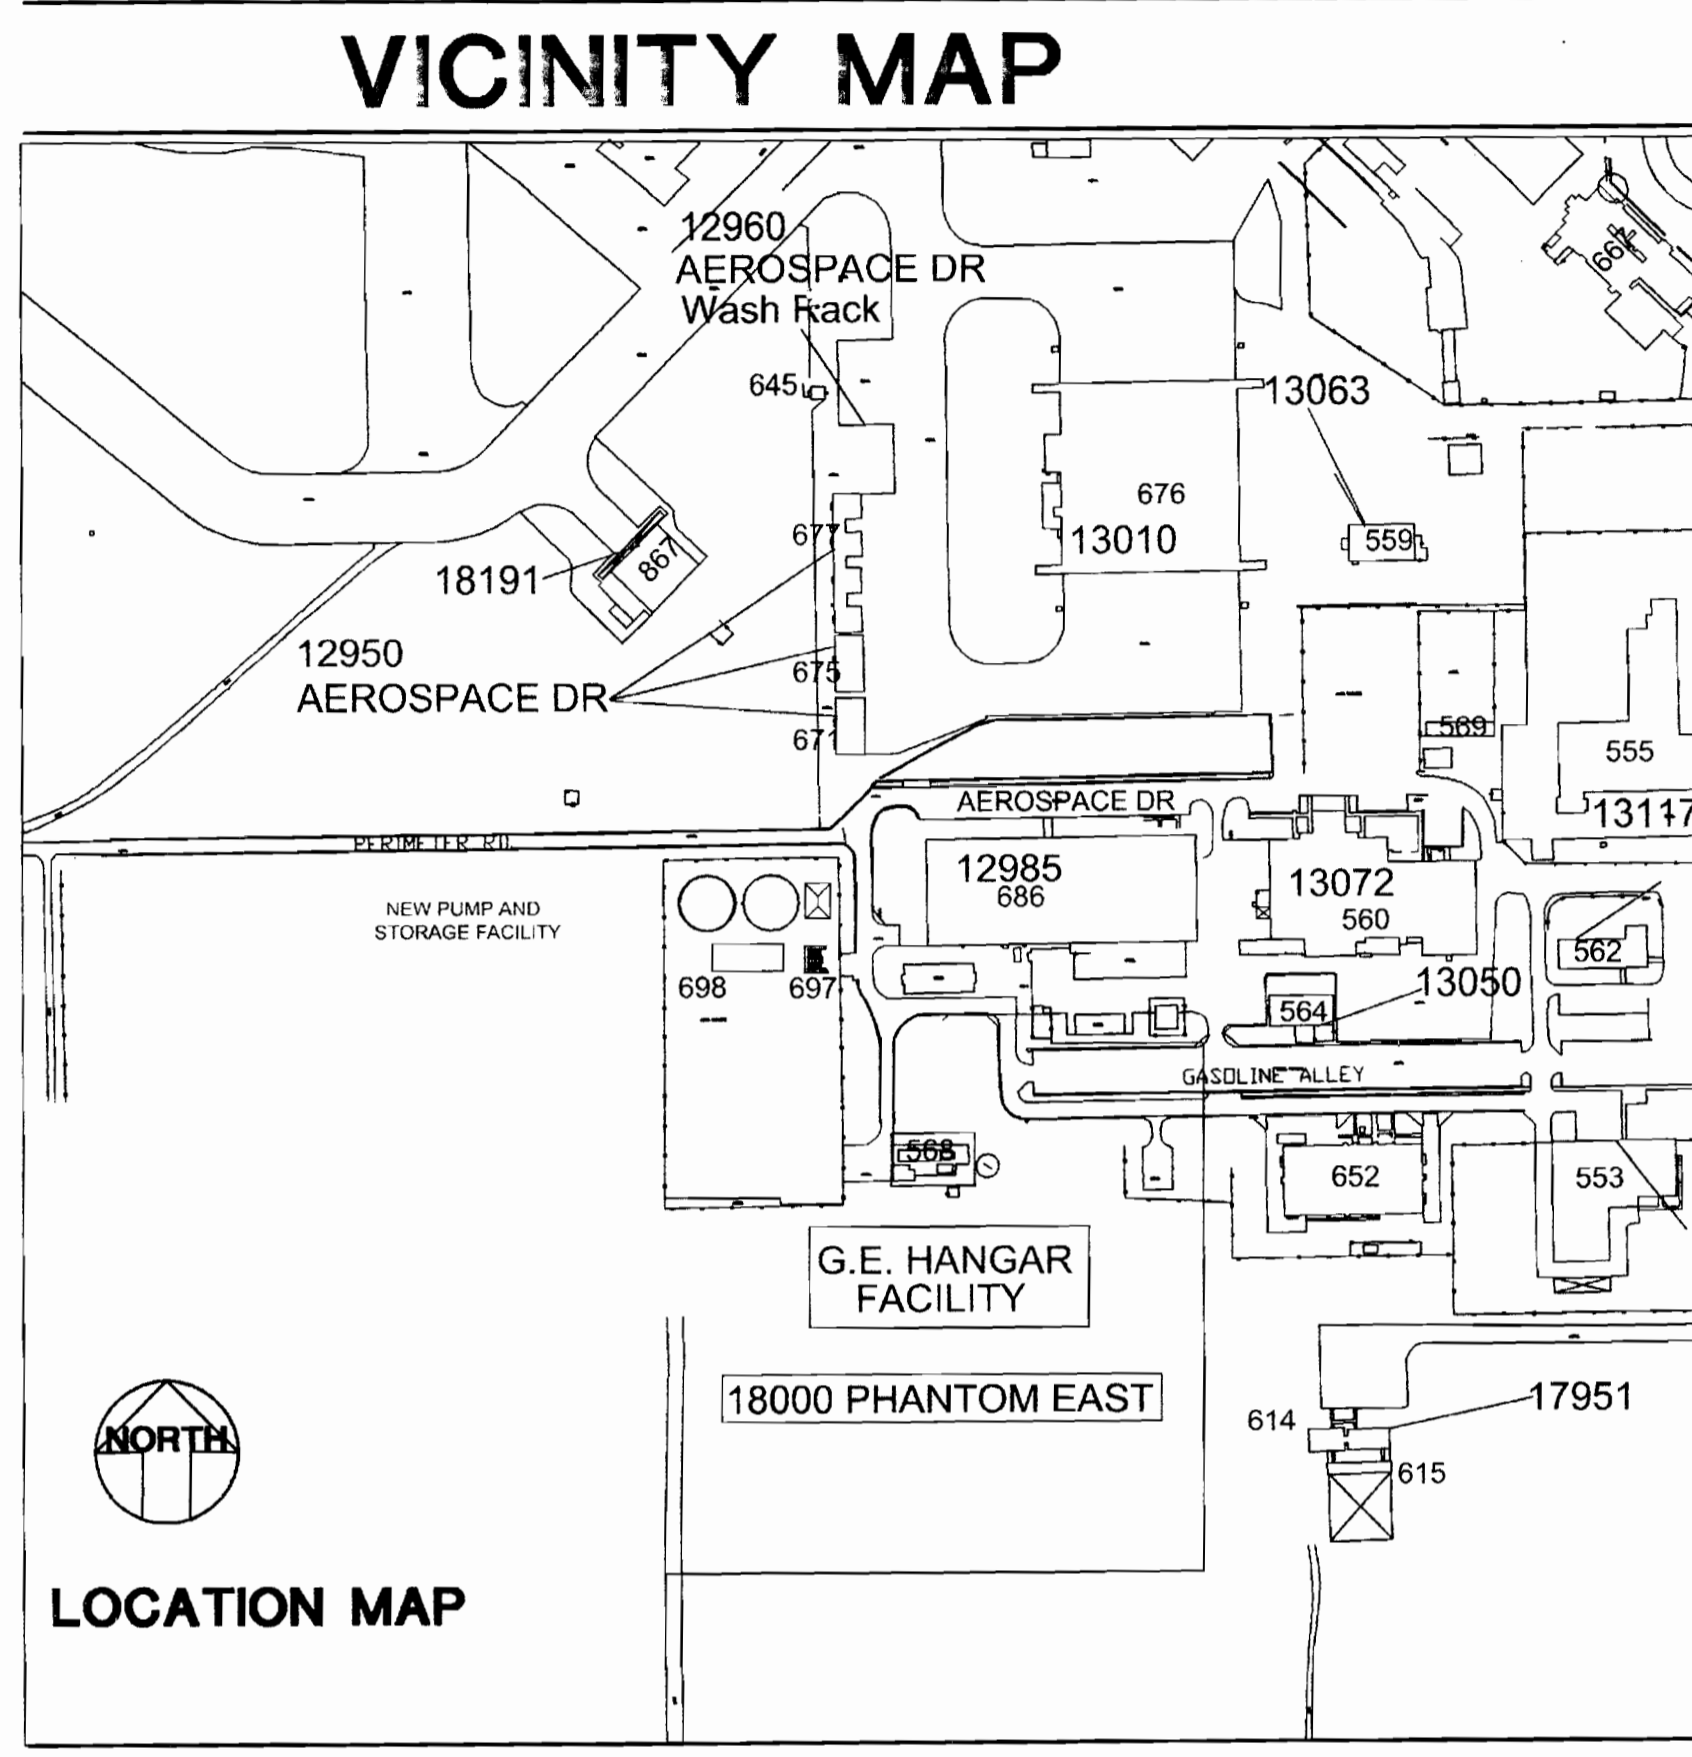 VICINITY MAP
12960
AEROSPACE DR
Wash Rack
645
13063
667
676
13010
559
677
867
18191
12950
AEROSPACE DR
675
671
569
555
13117
AEROSPACE DR
PERIMETER RD.
12985
686
13072
560
NEW PUMP AND
STORAGE FACILITY
562
698
697
13050
564
GASOLINE ALLEY
568
652
553
G.E. HANGAR
FACILITY
18000 PHANTOM EAST
17951
614
615
NORTH
LOCATION MAP